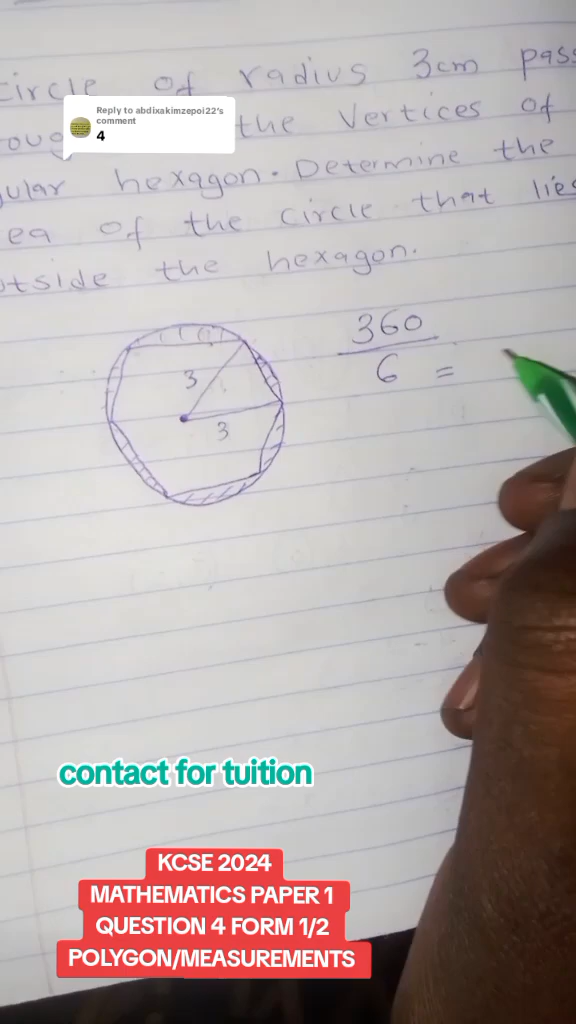 circle of radius 3cm pass
Reply to abdixakimzepoi22's
comment
4
the vertices of
hexagon. Determine the
of the circle that lies
the hexagon.
360
6 =
3
3
contact for tuition
KCSE 2024
MATHEMATICS PAPER 1
QUESTION 4 FORM 1/2
POLYGON/MEASUREMENTS